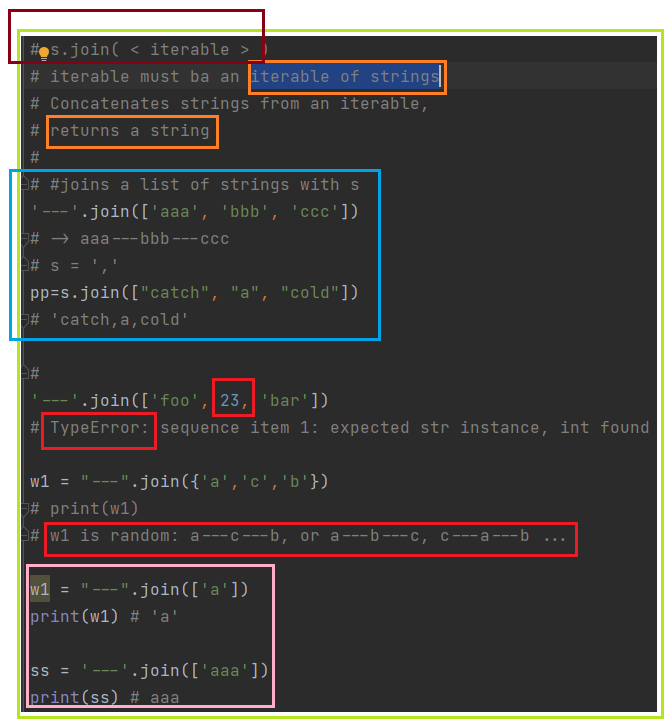 # s.join( < iterable > )
# iterable must ba an iterable of strings
# Concatenates strings from an iterable,
# returns a string
#
# #joins a list of strings with s
'---'.join(['aaa', 'bbb', 'ccc'])
# -> aaa---bbb---ccc
# s = ','
pp=s.join(["catch", "a", "cold"])
# 'catch,a,cold'
#
'---'.join(['foo', 23, 'bar'])
# TypeError: sequence item 1: expected str instance, int found
w1 = "---".join({'a','c','b'})
# print(w1)
# w1 is random: a---c---b, or a---b---c, c---a---b ...
w1 = "---".join(['a'])
print(w1) # 'a'
ss = '---'.join(['aaa'])
print(ss) # aaa